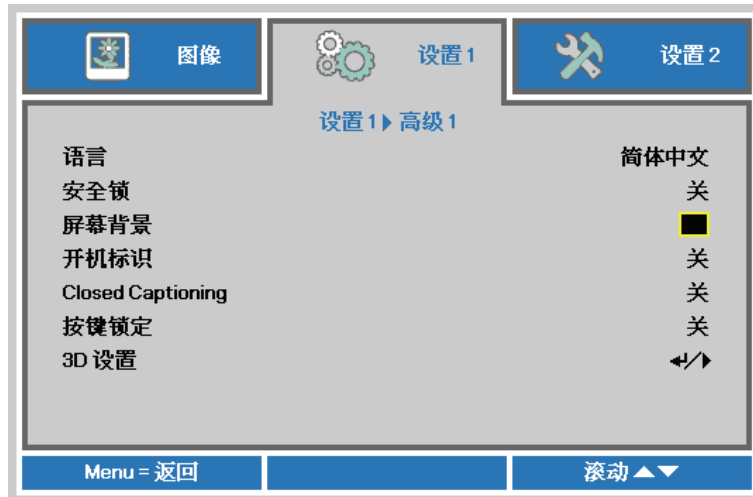 图像 设置 1 设置 2
设置 1 ▶ 高级 1
语言 简体中文
安全锁 关
屏幕背景
开机标识 关
Closed Captioning 关
按键锁定 关
3D 设置 ↵/▶
Menu = 返回 滚动▲▼